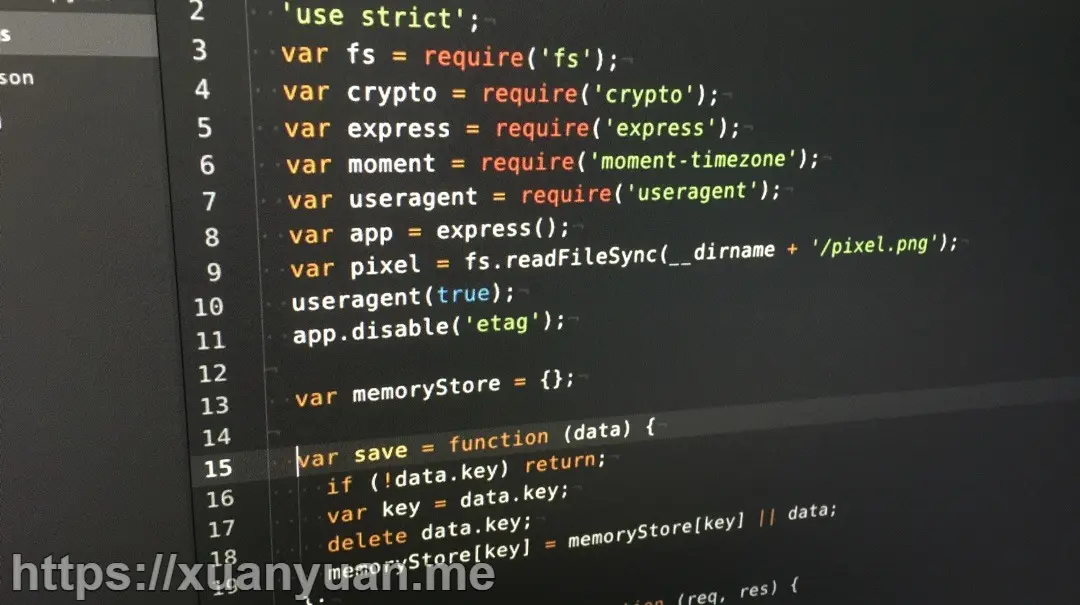 s
son
2 'use strict';
3 var fs = require('fs');
4 var crypto = require('crypto');
5 var express = require('express');
6 var moment = require('moment-timezone');
7 var useragent = require('useragent');
8 var app = express();
9 var pixel = fs.readFileSync(__dirname + '/pixel.png');
10 useragent(true);
11 app.disable('etag');
12
13 var memoryStore = {};
14
15 var save = function (data) {
16 if (!data.key) return;
17 var key = data.key;
18 delete data.key;
19 memoryStore[key] = memoryStore[key] || data;
};
(req, res) {
https://xuanyuan.me